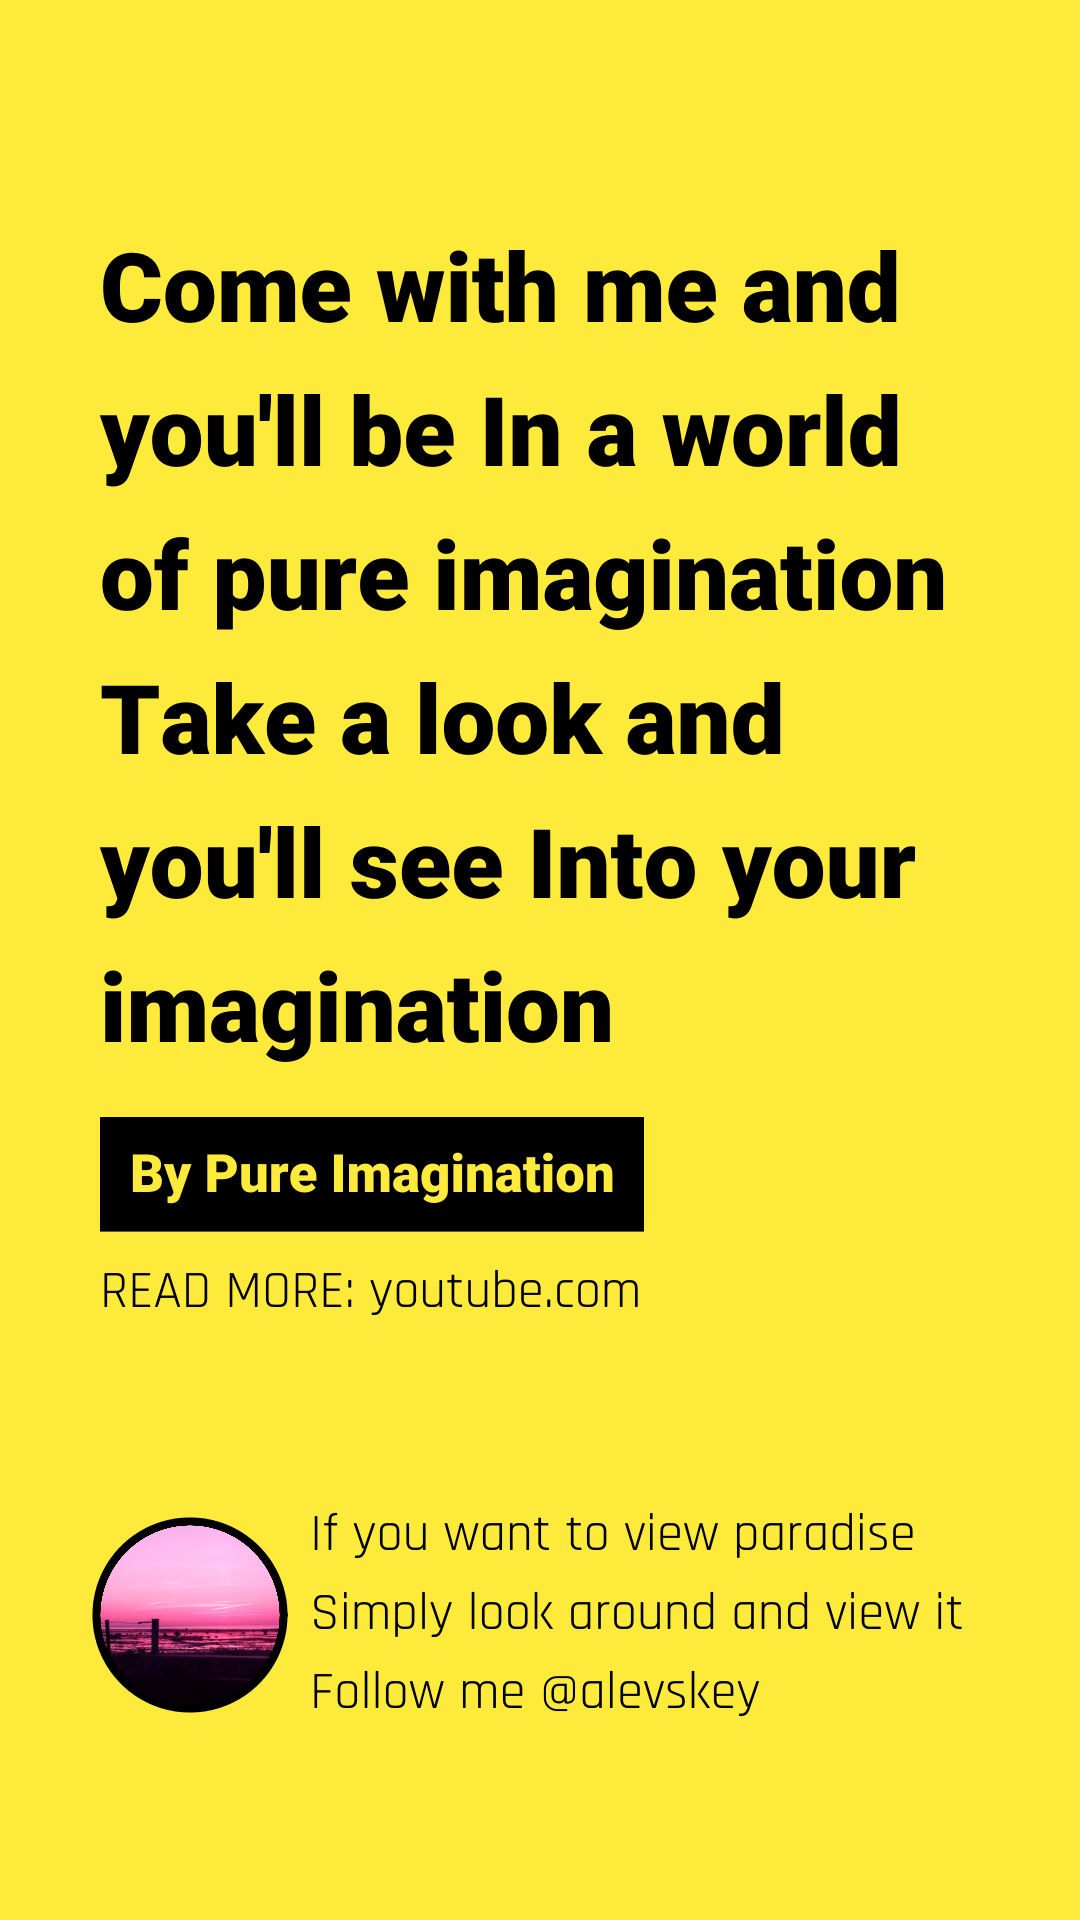 Come with me and
you'll be In a world
of pure imagination
Take a look and
you'll see Into your
imagination
By Pure Imagination
READ MORE: youtube.com
If you want to view paradise
Simply look around and view it
Follow me @alevskey